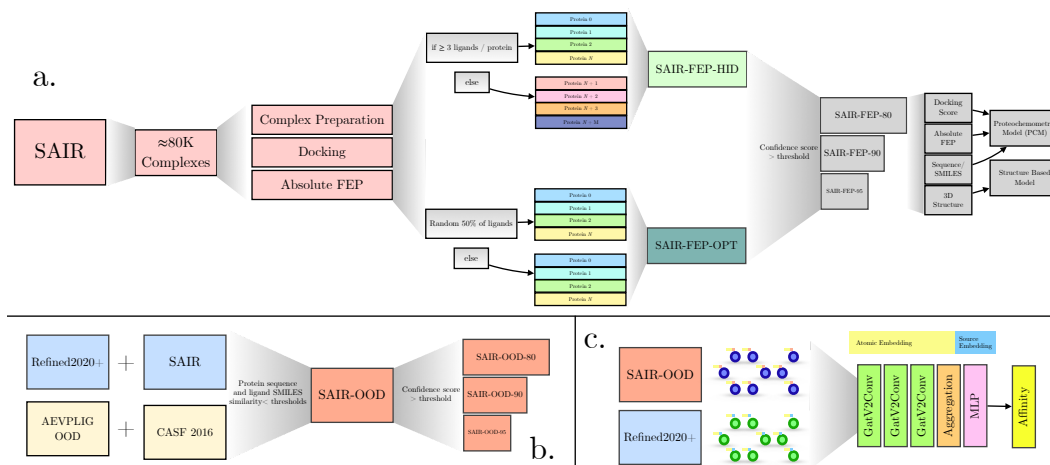 a.
SAIR
≈80K
Complexes
Complex Preparation
Docking
Absolute FEP
if ≥ 3 ligands / protein
else
Protein 0
Protein 1
Protein 2
Protein N
Protein N + 1
Protein N + 2
Protein N + 3
Protein N + M
SAIR-FEP-HID
Random 50% of ligands
else
Protein 0
Protein 1
Protein 2
Protein N
Protein 0
Protein 1
Protein 2
Protein N
SAIR-FEP-OPT
Confidence score
> threshold
SAIR-FEP-80
SAIR-FEP-90
SAIR-FEP-95
Docking
Score
Absolute
FEP
Sequence/
SMILES
3D
Structure
Proteochemometric
Model (PCM)
Structure Based
Model
Refined2020+
+
SAIR
AEVPLIG
OOD
+
CASF 2016
Protein sequence
and ligand SMILES
similarity< thresholds
SAIR-OOD
Confidence score
> threshold
SAIR-OOD-80
SAIR-OOD-90
SAIR-OOD-95
b.
c.
SAIR-OOD
Refined2020+
Atomic Embedding
Source
Embedding
GatV2Conv
GatV2Conv
GatV2Conv
Aggregation
MLP
Affinity